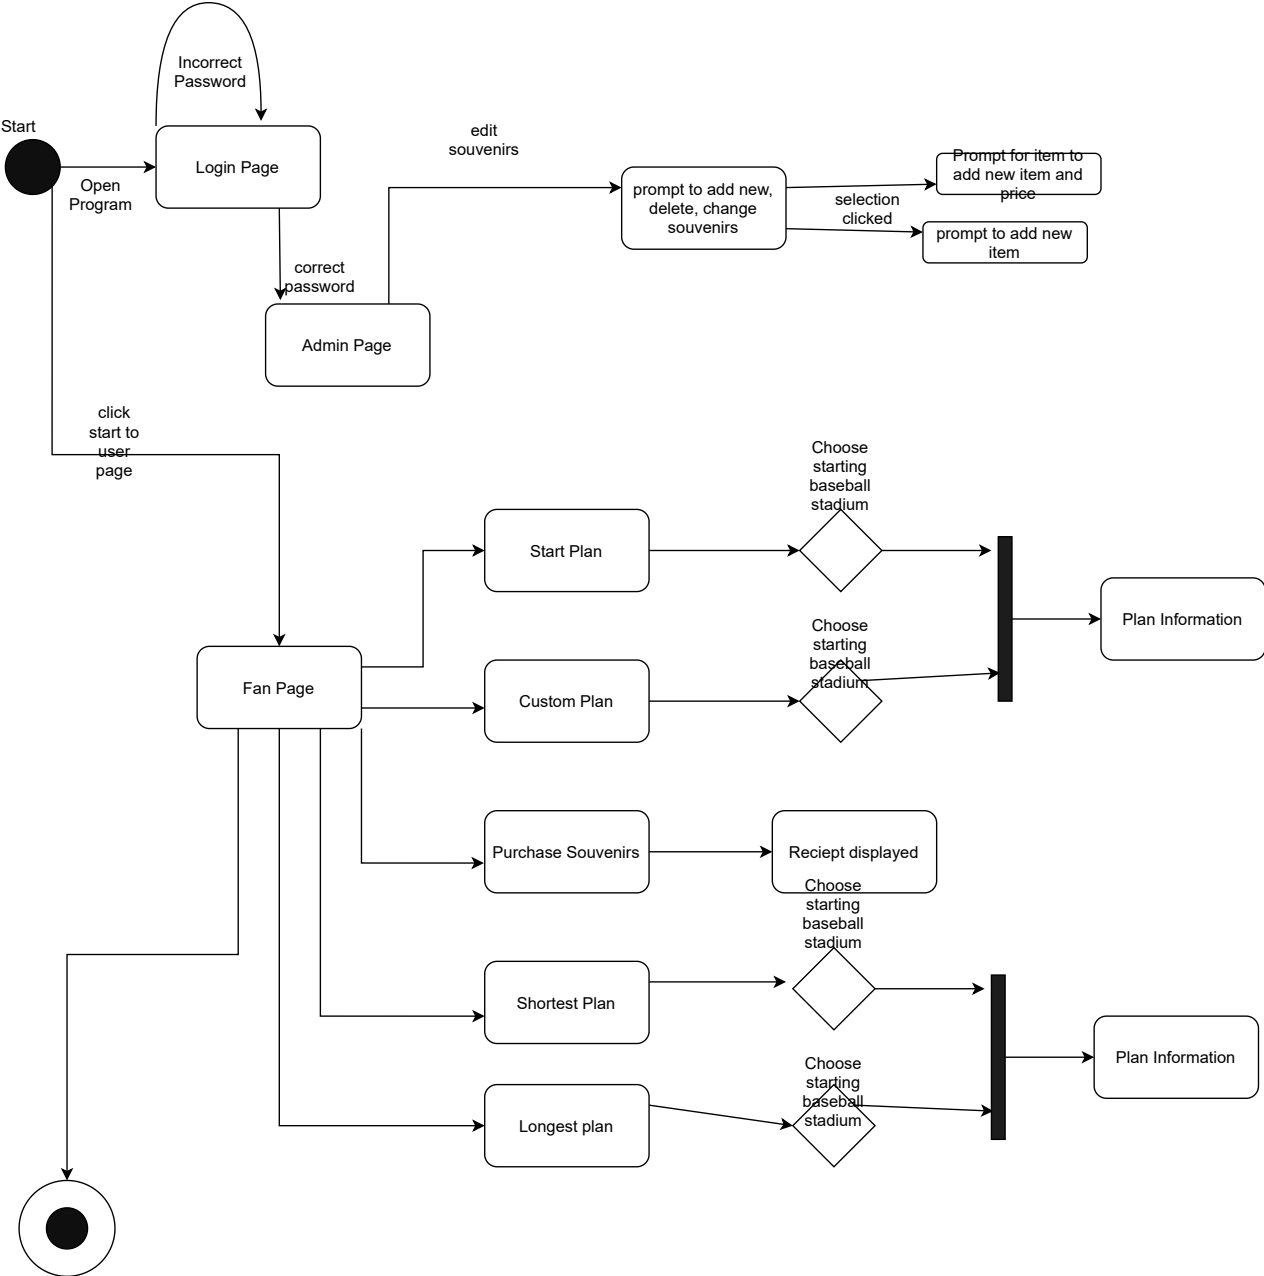 Incorrect
Password
Start
Login Page
Open
Program
edit
souvenirs
prompt to add new,
delete, change
souvenirs
Prompt for item to
add new item and
price
selection
clicked
prompt to add new
item
correct
password
Admin Page
click
start to
user
page
Choose
starting
baseball
stadium
Start Plan
Plan Information
Choose
starting
baseball
stadium
Fan Page
Custom Plan
Purchase Souvenirs
Reciept displayed
Choose
starting
baseball
stadium
Shortest Plan
Plan Information
Choose
starting
baseball
stadium
Longest plan